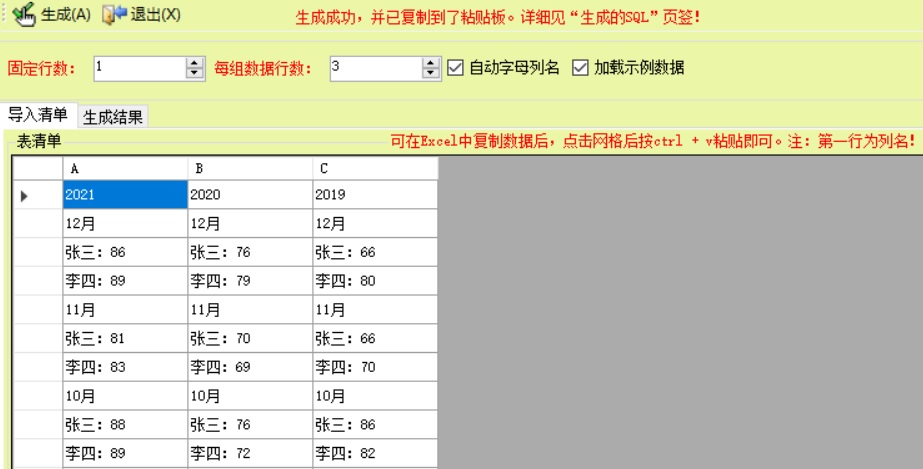 生成(A) 退出(X) 生成成功，并已复制到了粘贴板。详细见“生成的SQL”页签！
固定行数： 1 每组数据行数： 3 自动字母列名 加载示例数据
导入清单 生成结果
表清单 可在Excel中复制数据后，点击网格后按ctrl + v粘贴即可。注：第一行为列名！
A B C
2021 2020 2019
12月 12月 12月
张三：86 张三：76 张三：66
李四：89 李四：79 李四：80
11月 11月 11月
张三：81 张三：70 张三：66
李四：83 李四：69 李四：70
10月 10月 10月
张三：88 张三：76 张三：86
李四：89 李四：72 李四：82